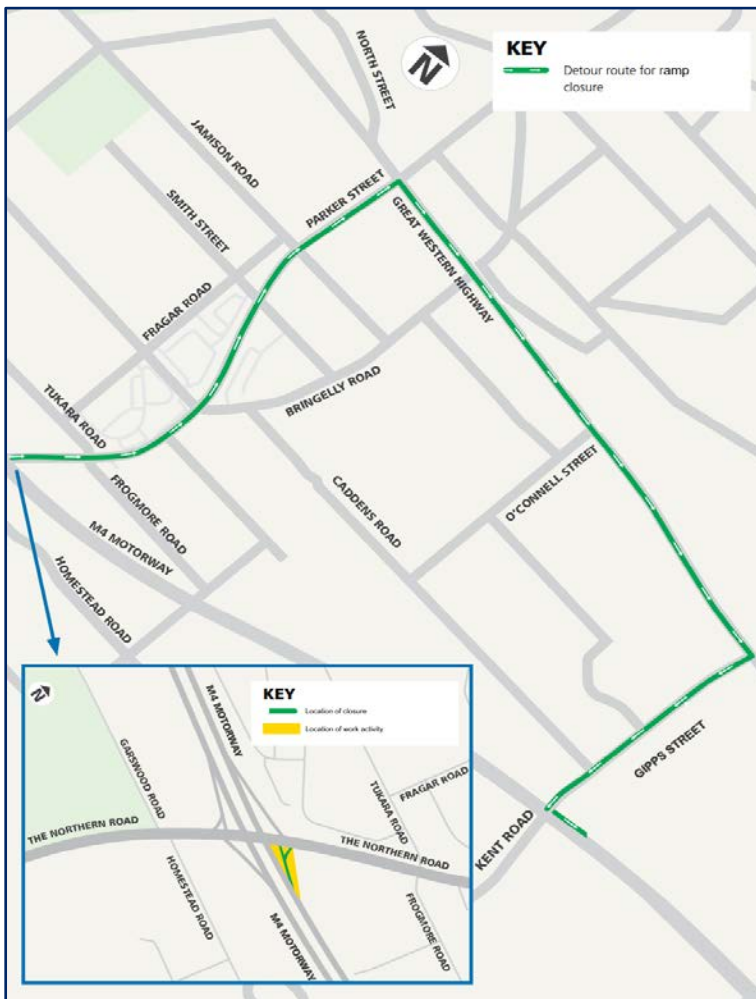 NORTH STREET
N
KEY
Detour route for ramp
closure
JAMISON ROAD
PARKER STREET
SMITH STREET
GREAT WESTERN HIGHWAY
FRAGAR ROAD
BRINGELLY ROAD
TUKARA ROAD
O'CONNELL STREET
FROGMORE ROAD
CADDENS ROAD
M4 MOTORWAY
HOMESTEAD ROAD
GIPPS STREET
KENT ROAD
N
KEY
Location of closure
Location of work activity
M4 MOTORWAY
GARSWOOD ROAD
TUKARA ROAD
FRAGAR ROAD
THE NORTHERN ROAD
THE NORTHERN ROAD
HOMESTEAD ROAD
FROGMORE ROAD
M4 MOTORWAY